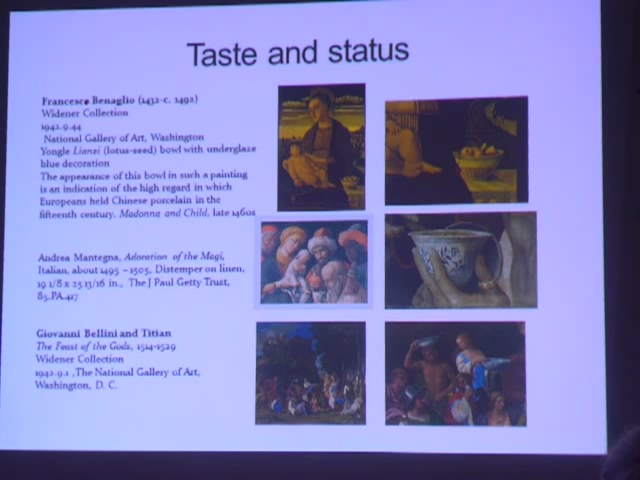 Taste and status
Francesco Benaglio (1432-c. 1492)
Widener Collection
1942.9.44
National Gallery of Art, Washington
Yongle Lianzi (lotus-seed) bowl with underglaze
blue decoration
The appearance of this bowl in such a painting
is an indication of the high regard in which
Europeans held Chinese porcelain in the
fifteenth century. Madonna and Child, late 1460s
Andrea Mantegna, Adoration of the Magi,
Italian, about 1495 – 1505, Distemper on linen,
19 1/8 x 25 13/16 in., The J Paul Getty Trust,
85.PA.417
Giovanni Bellini and Titian
The Feast of the Gods, 1514-1529
Widener Collection
1942.9.1 ,The National Gallery of Art,
Washington, D. C.